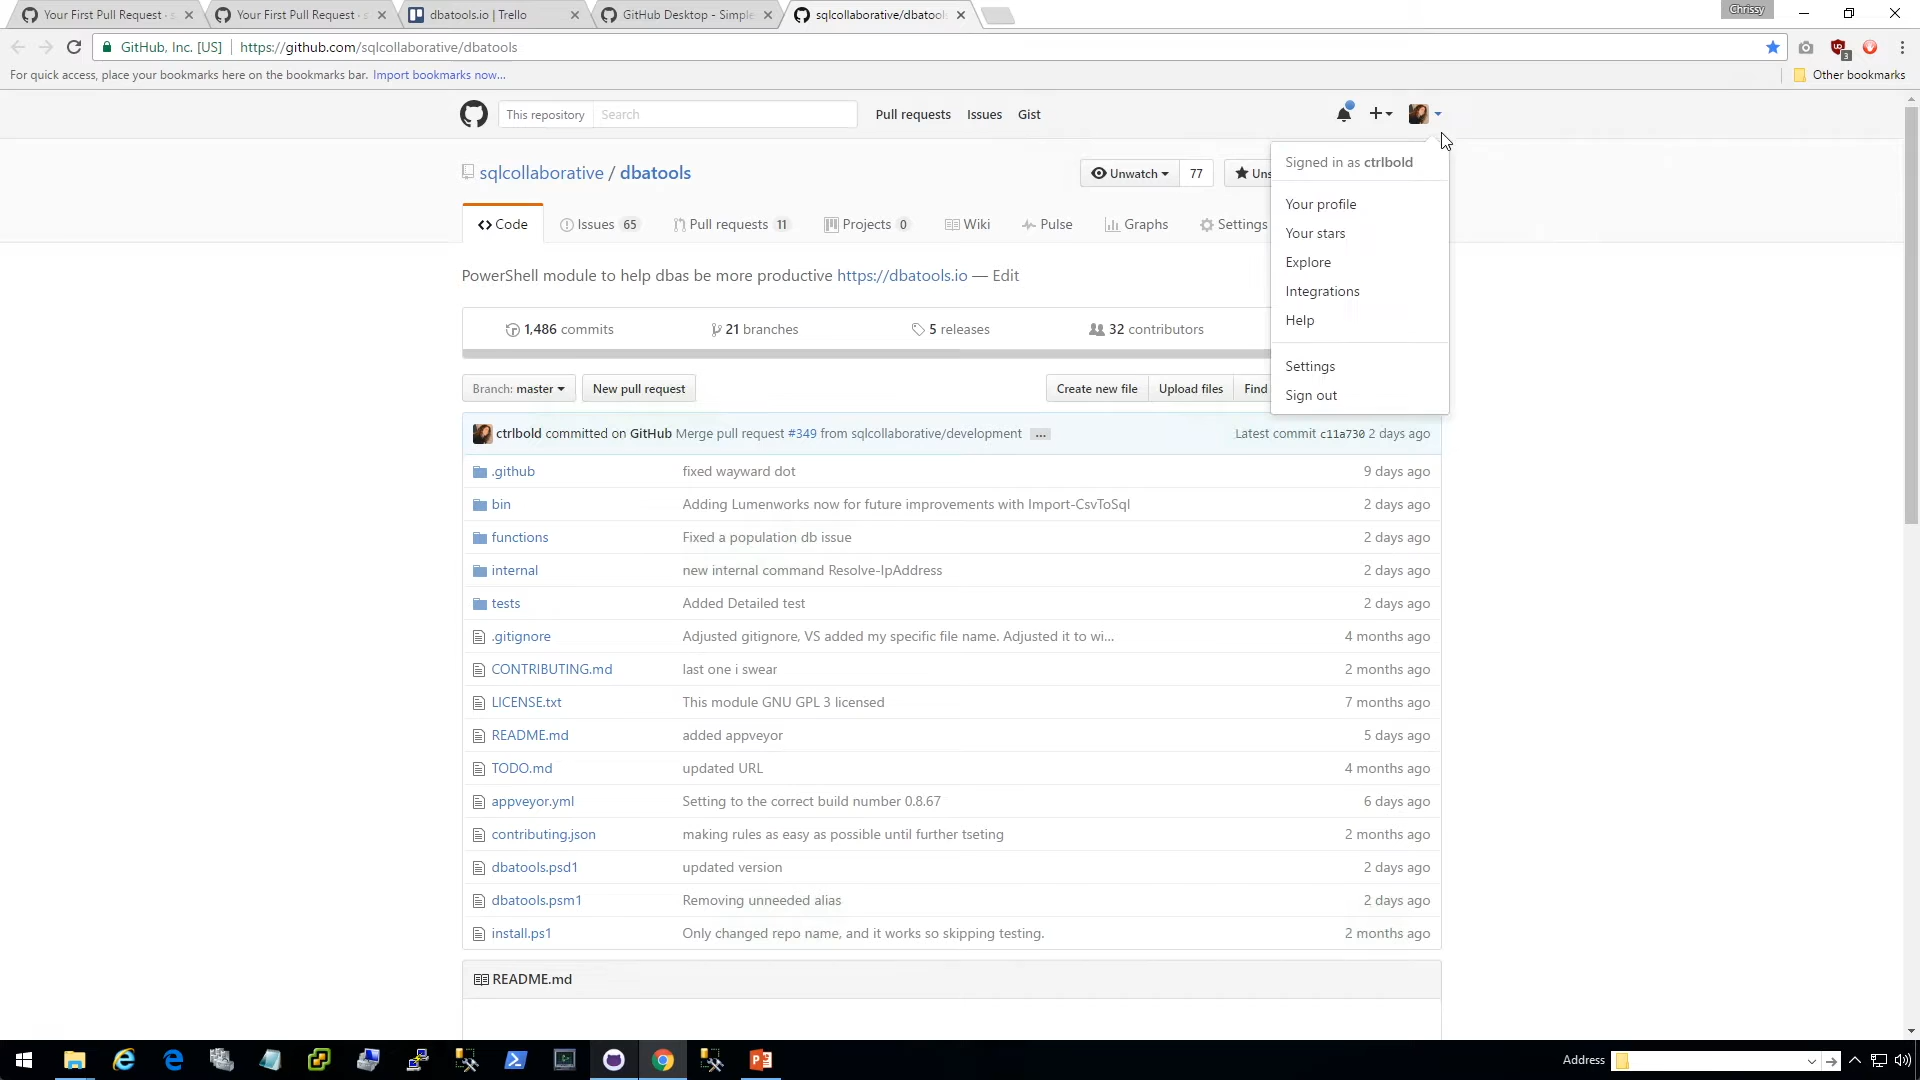 Your First Pull Request · s
Your First Pull Request · s
dbatools.io | Trello
GitHub Desktop - Simple
sqlcollaborative/dbatool
Chrissy
GitHub, Inc. [US]
https://github.com/sqlcollaborative/dbatools
3
For quick access, place your bookmarks here on the bookmarks bar. Import bookmarks now...
Other bookmarks
This repository
Search
Pull requests
Issues
Gist
sqlcollaborative / dbatools
Unwatch
77
Uns
Signed in as ctrlbold
Your profile
Your stars
Explore
Integrations
Help
Settings
Sign out
Code
Issues 65
Pull requests 11
Projects 0
Wiki
Pulse
Graphs
Settings
PowerShell module to help dbas be more productive https://dbatools.io — Edit
1,486 commits
21 branches
5 releases
32 contributors
Branch: master
New pull request
Create new file
Upload files
Find
ctrlbold committed on GitHub Merge pull request #349 from sqlcollaborative/development ...
Latest commit c11a730 2 days ago
.github fixed wayward dot 9 days ago
bin Adding Lumenworks now for future improvements with Import-CsvToSql 2 days ago
functions Fixed a population db issue 2 days ago
internal new internal command Resolve-IpAddress 2 days ago
tests Added Detailed test 2 days ago
.gitignore Adjusted gitignore, VS added my specific file name. Adjusted it to wi... 4 months ago
CONTRIBUTING.md last one i swear 2 months ago
LICENSE.txt This module GNU GPL 3 licensed 7 months ago
README.md added appveyor 5 days ago
TODO.md updated URL 4 months ago
appveyor.yml Setting to the correct build number 0.8.67 6 days ago
contributing.json making rules as easy as possible until further tseting 2 months ago
dbatools.psd1 updated version 2 days ago
dbatools.psm1 Removing unneeded alias 2 days ago
install.ps1 Only changed repo name, and it works so skipping testing. 2 months ago
README.md
Address